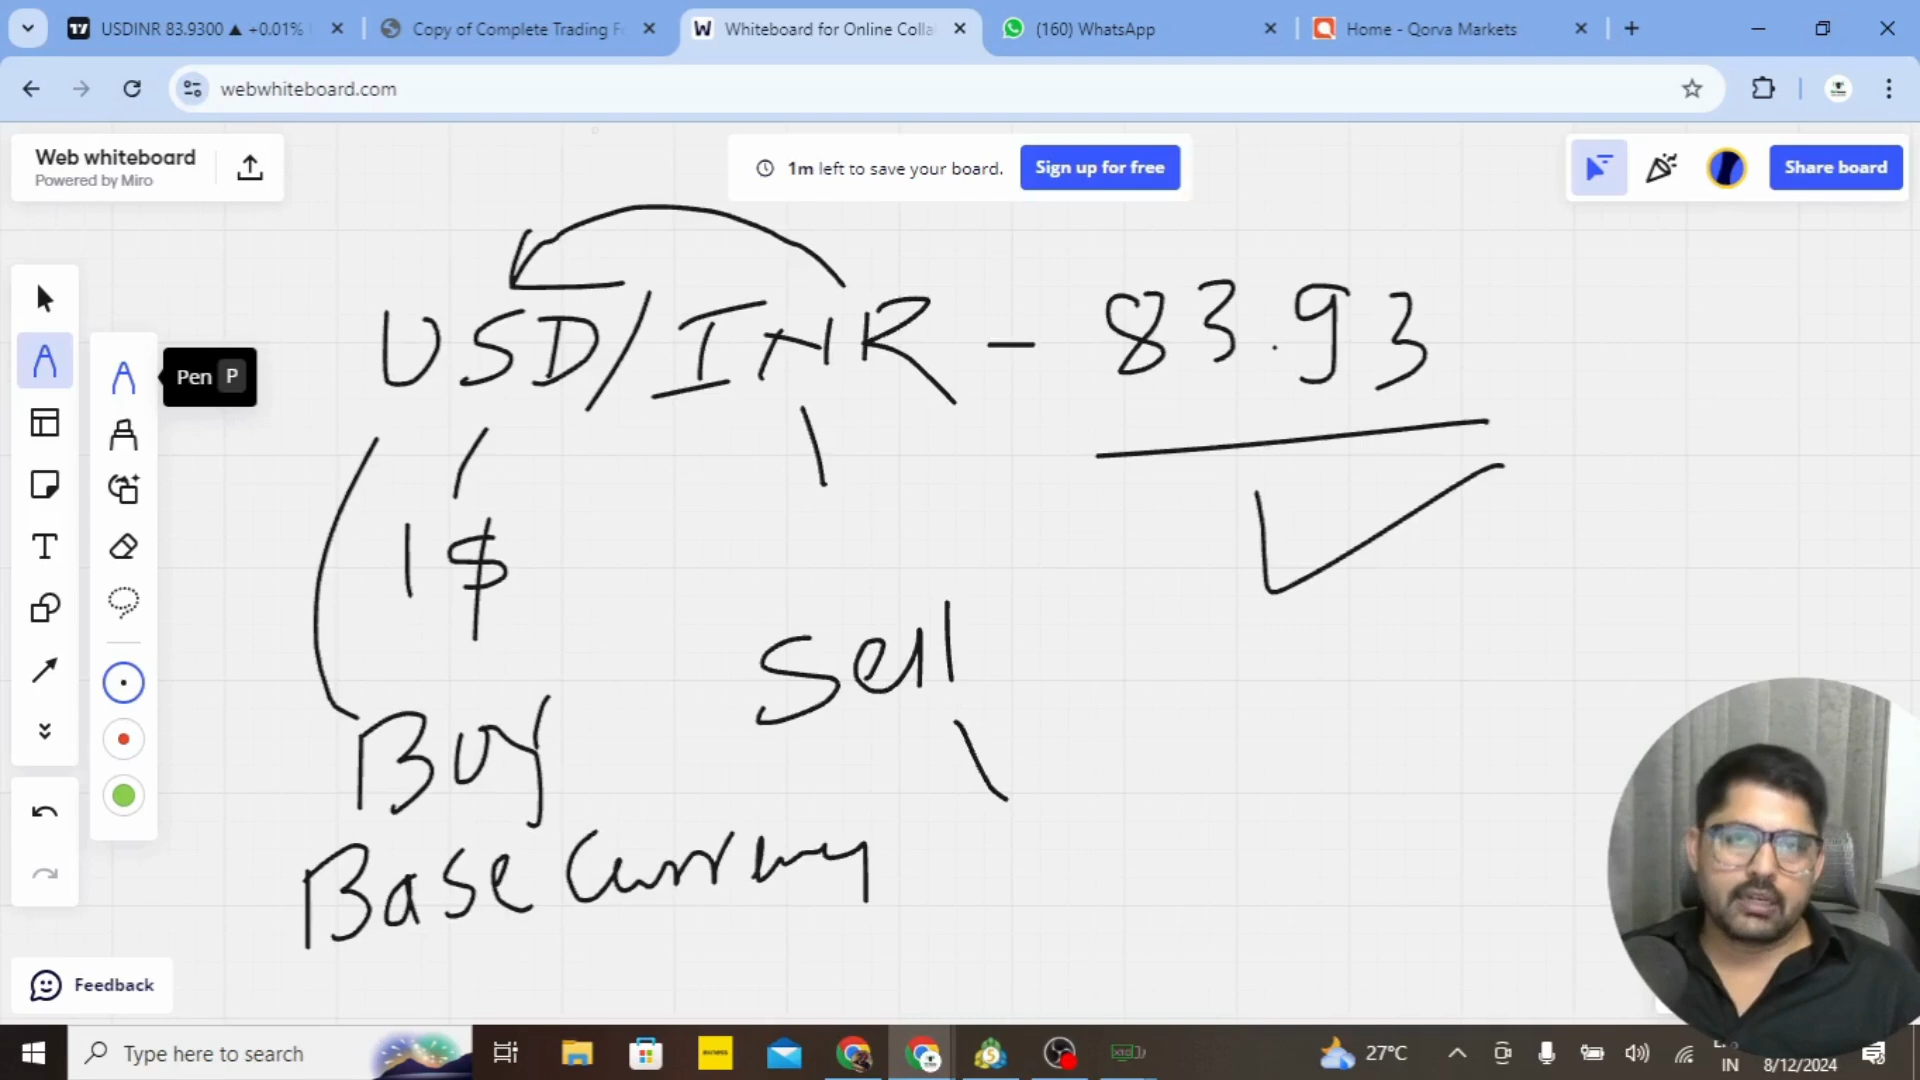 USDINR 83.9300 ▲ +0.01%
Copy of Complete Trading Fo
Whiteboard for Online Colla
(160) WhatsApp
Home - Qorva Markets
webwhiteboard.com
Web whiteboard
Powered by Miro
1m left to save your board.
Sign up for free
Share board
USD/INR - 83.93
Pen P
1$
Sell
Buy
Base Currency
Feedback
Type here to search
exness
27°C
IN
8/12/2024